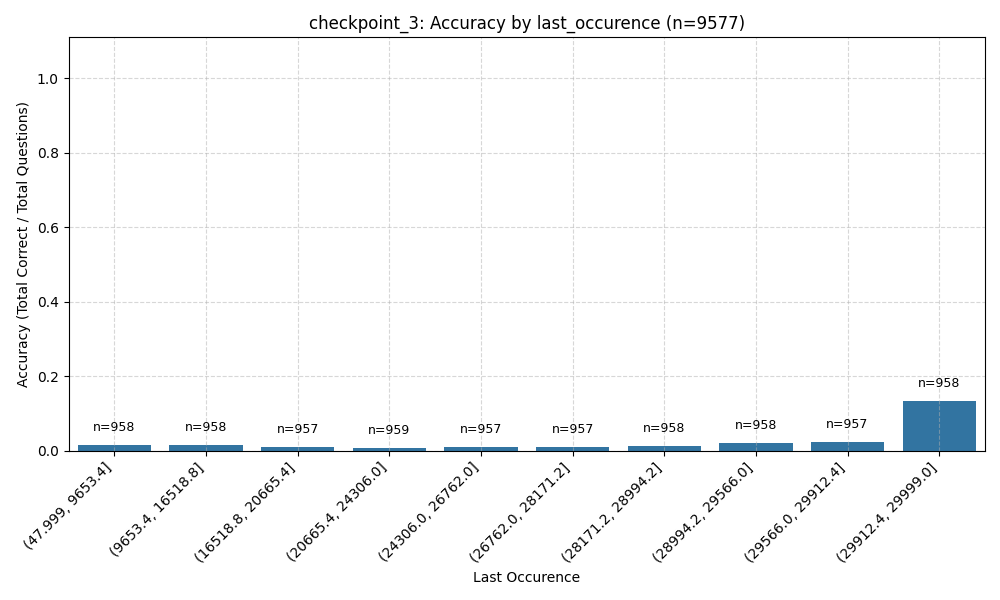 checkpoint_3: Accuracy by last_occurence (n=9577)
Accuracy (Total Correct / Total Questions)
1.0
0.8
0.6
0.4
0.2
0.0
n=958
n=958
n=957
n=959
n=957
n=957
n=958
n=958
n=957
n=958
(47.999, 9653.4]
(9653.4, 16518.8]
(16518.8, 20665.4]
(20665.4, 24306.0]
(24306.0, 26762.0]
(26762.0, 28171.2]
(28171.2, 28994.2]
(28994.2, 29566.0]
(29566.0, 29912.4]
(29912.4, 29999.0]
Last Occurence